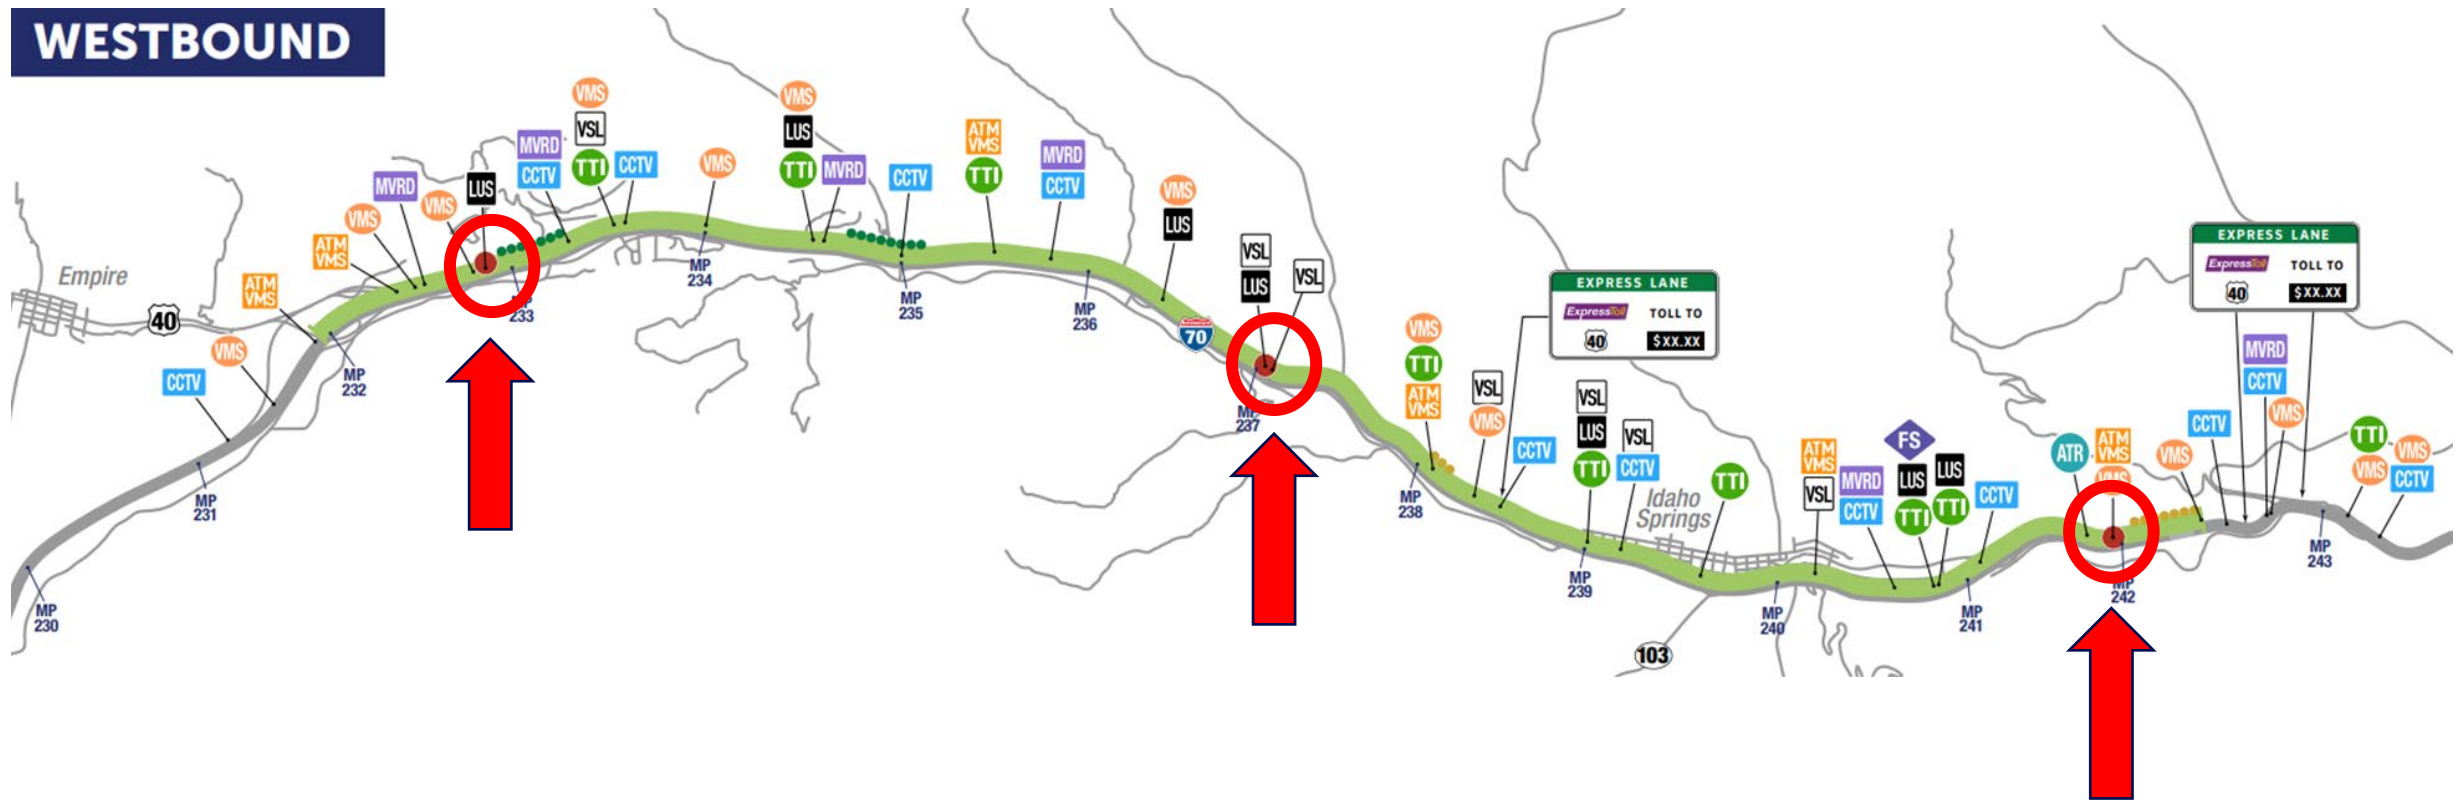 WESTBOUND
Empire
40
CCTV
VMS
ATM
VMS
ATM
VMS
VMS
MVRD
VMS
LUS
MVRD
CCTV
VMS
VSL
TTI
CCTV
VMS
VMS
LUS
TTI
MVRD
CCTV
ATM
VMS
TTI
MVRD
CCTV
VMS
LUS
70
VSL
LUS
VSL
VMS
TTI
ATM
VMS
VSL
VMS
CCTV
EXPRESS LANE
ExpressToll
TOLL TO
40
$XX.XX
VSL
LUS
TTI
VSL
CCTV
Idaho
Springs
TTI
103
ATM
VMS
VSL
MVRD
CCTV
FS
LUS
TTI
LUS
TTI
CCTV
ATR
ATM
VMS
VMS
VMS
CCTV
EXPRESS LANE
ExpressToll
TOLL TO
40
$XX.XX
MVRD
CCTV
VMS
TTI
VMS
VMS
CCTV
MP
230
MP
231
MP
232
MP
233
MP
234
MP
235
MP
236
MP
237
MP
238
MP
239
MP
240
MP
241
MP
242
MP
243